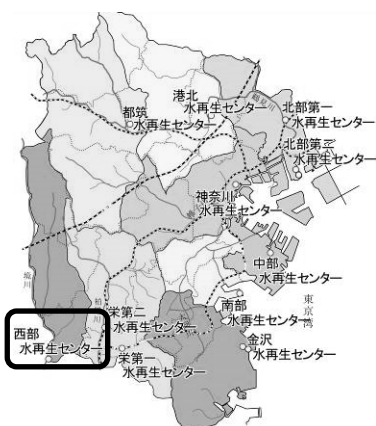 港北
水再生センター
都筑
水再生センター
鶴見川
北部第一
水再生センター
北部第二
水再生センター
神奈川
水再生センター
中部
水再生センター
境川
東京湾
南部
水再生センター
栄第二
水再生センター
西部
水再生センター
栄第一
水再生センター
金沢
水再生センター